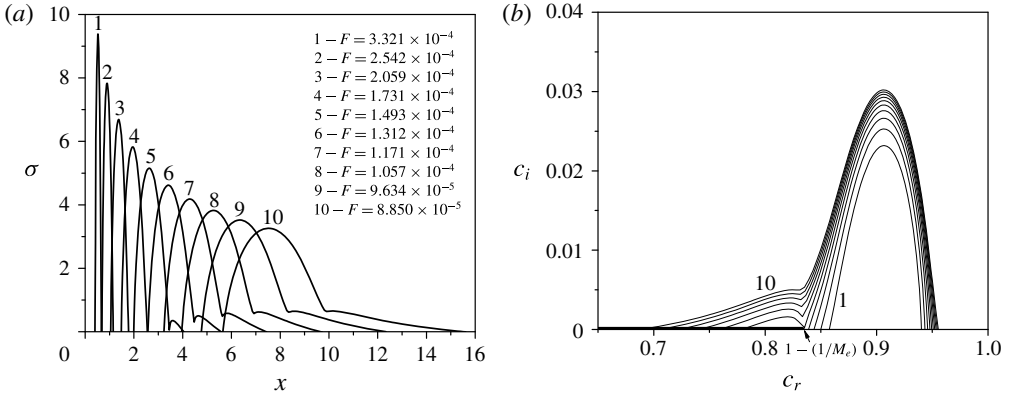 (a)
10
8
6
4
2
0
σ
1
2
3
4
5
6
7
8
9
10
1 – F = 3.321 × 10⁻⁴
2 – F = 2.542 × 10⁻⁴
3 – F = 2.059 × 10⁻⁴
4 – F = 1.731 × 10⁻⁴
5 – F = 1.493 × 10⁻⁴
6 – F = 1.312 × 10⁻⁴
7 – F = 1.171 × 10⁻⁴
8 – F = 1.057 × 10⁻⁴
9 – F = 9.634 × 10⁻⁵
10 – F = 8.850 × 10⁻⁵
2 4 6 8 10 12 14 16
x
(b)
0.04
0.03
0.02
0.01
0
cᵢ
10
1
1 – (1/Mₑ)
0.7 0.8 0.9 1.0
cᵣ